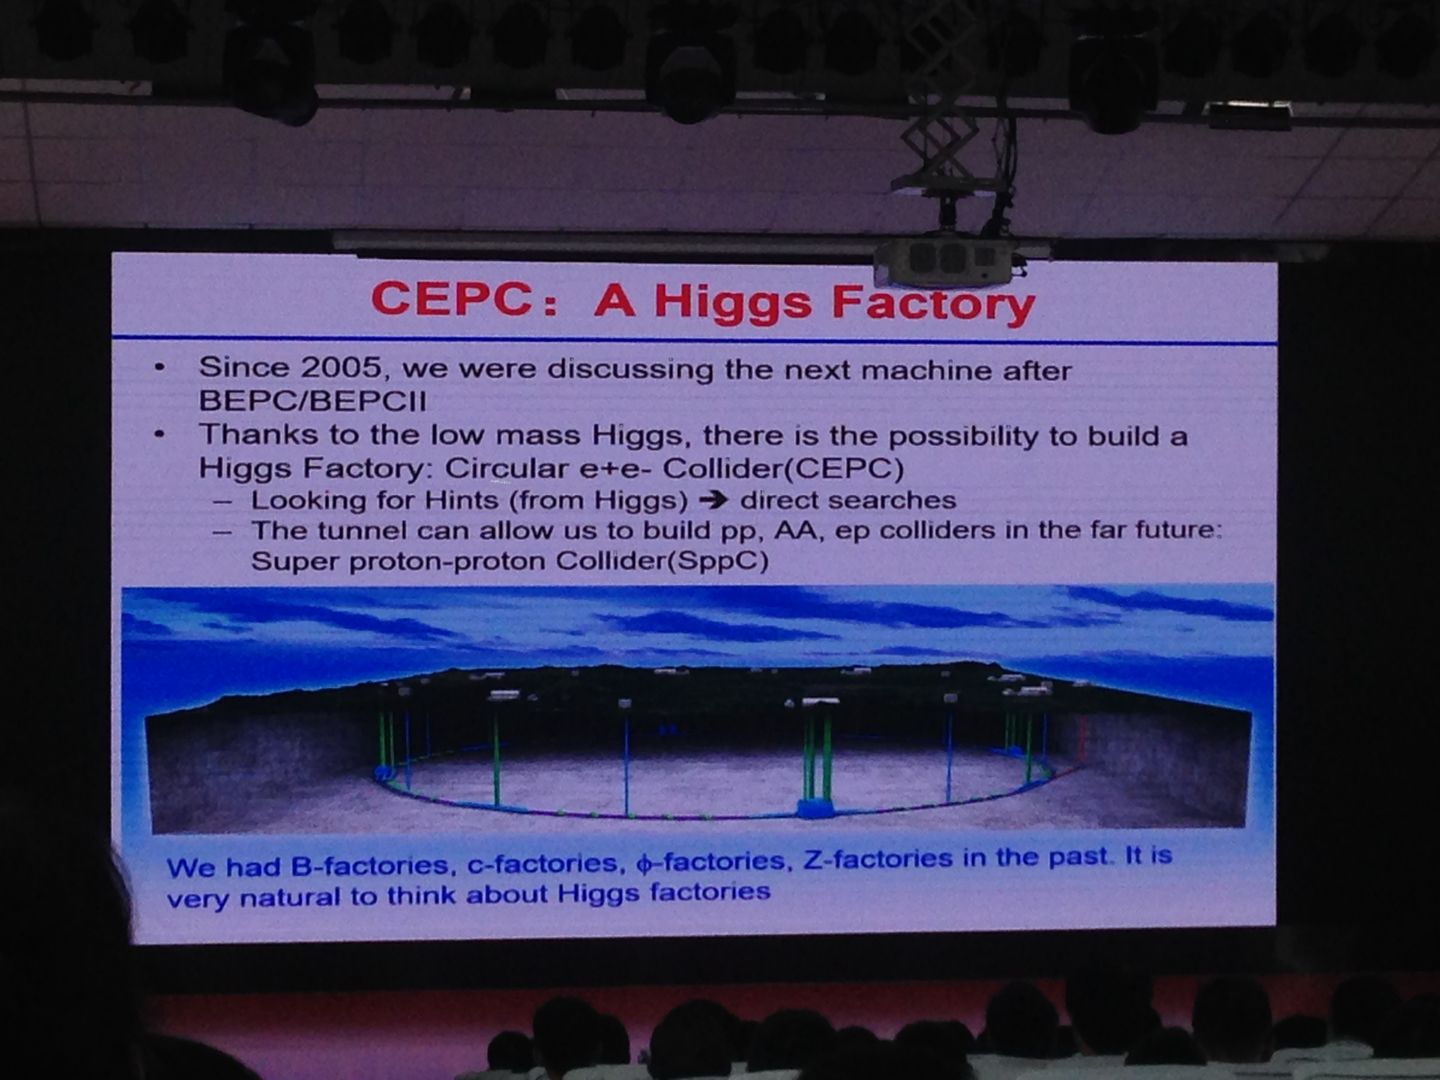 CEPC： A Higgs Factory
• Since 2005, we were discussing the next machine after
BEPC/BEPCII
• Thanks to the low mass Higgs, there is the possibility to build a
Higgs Factory: Circular e+e- Collider(CEPC)
– Looking for Hints (from Higgs) ➔ direct searches
– The tunnel can allow us to build pp, AA, ep colliders in the far future:
Super proton-proton Collider(SppC)
We had B-factories, c-factories, ϕ-factories, Z-factories in the past. It is
very natural to think about Higgs factories